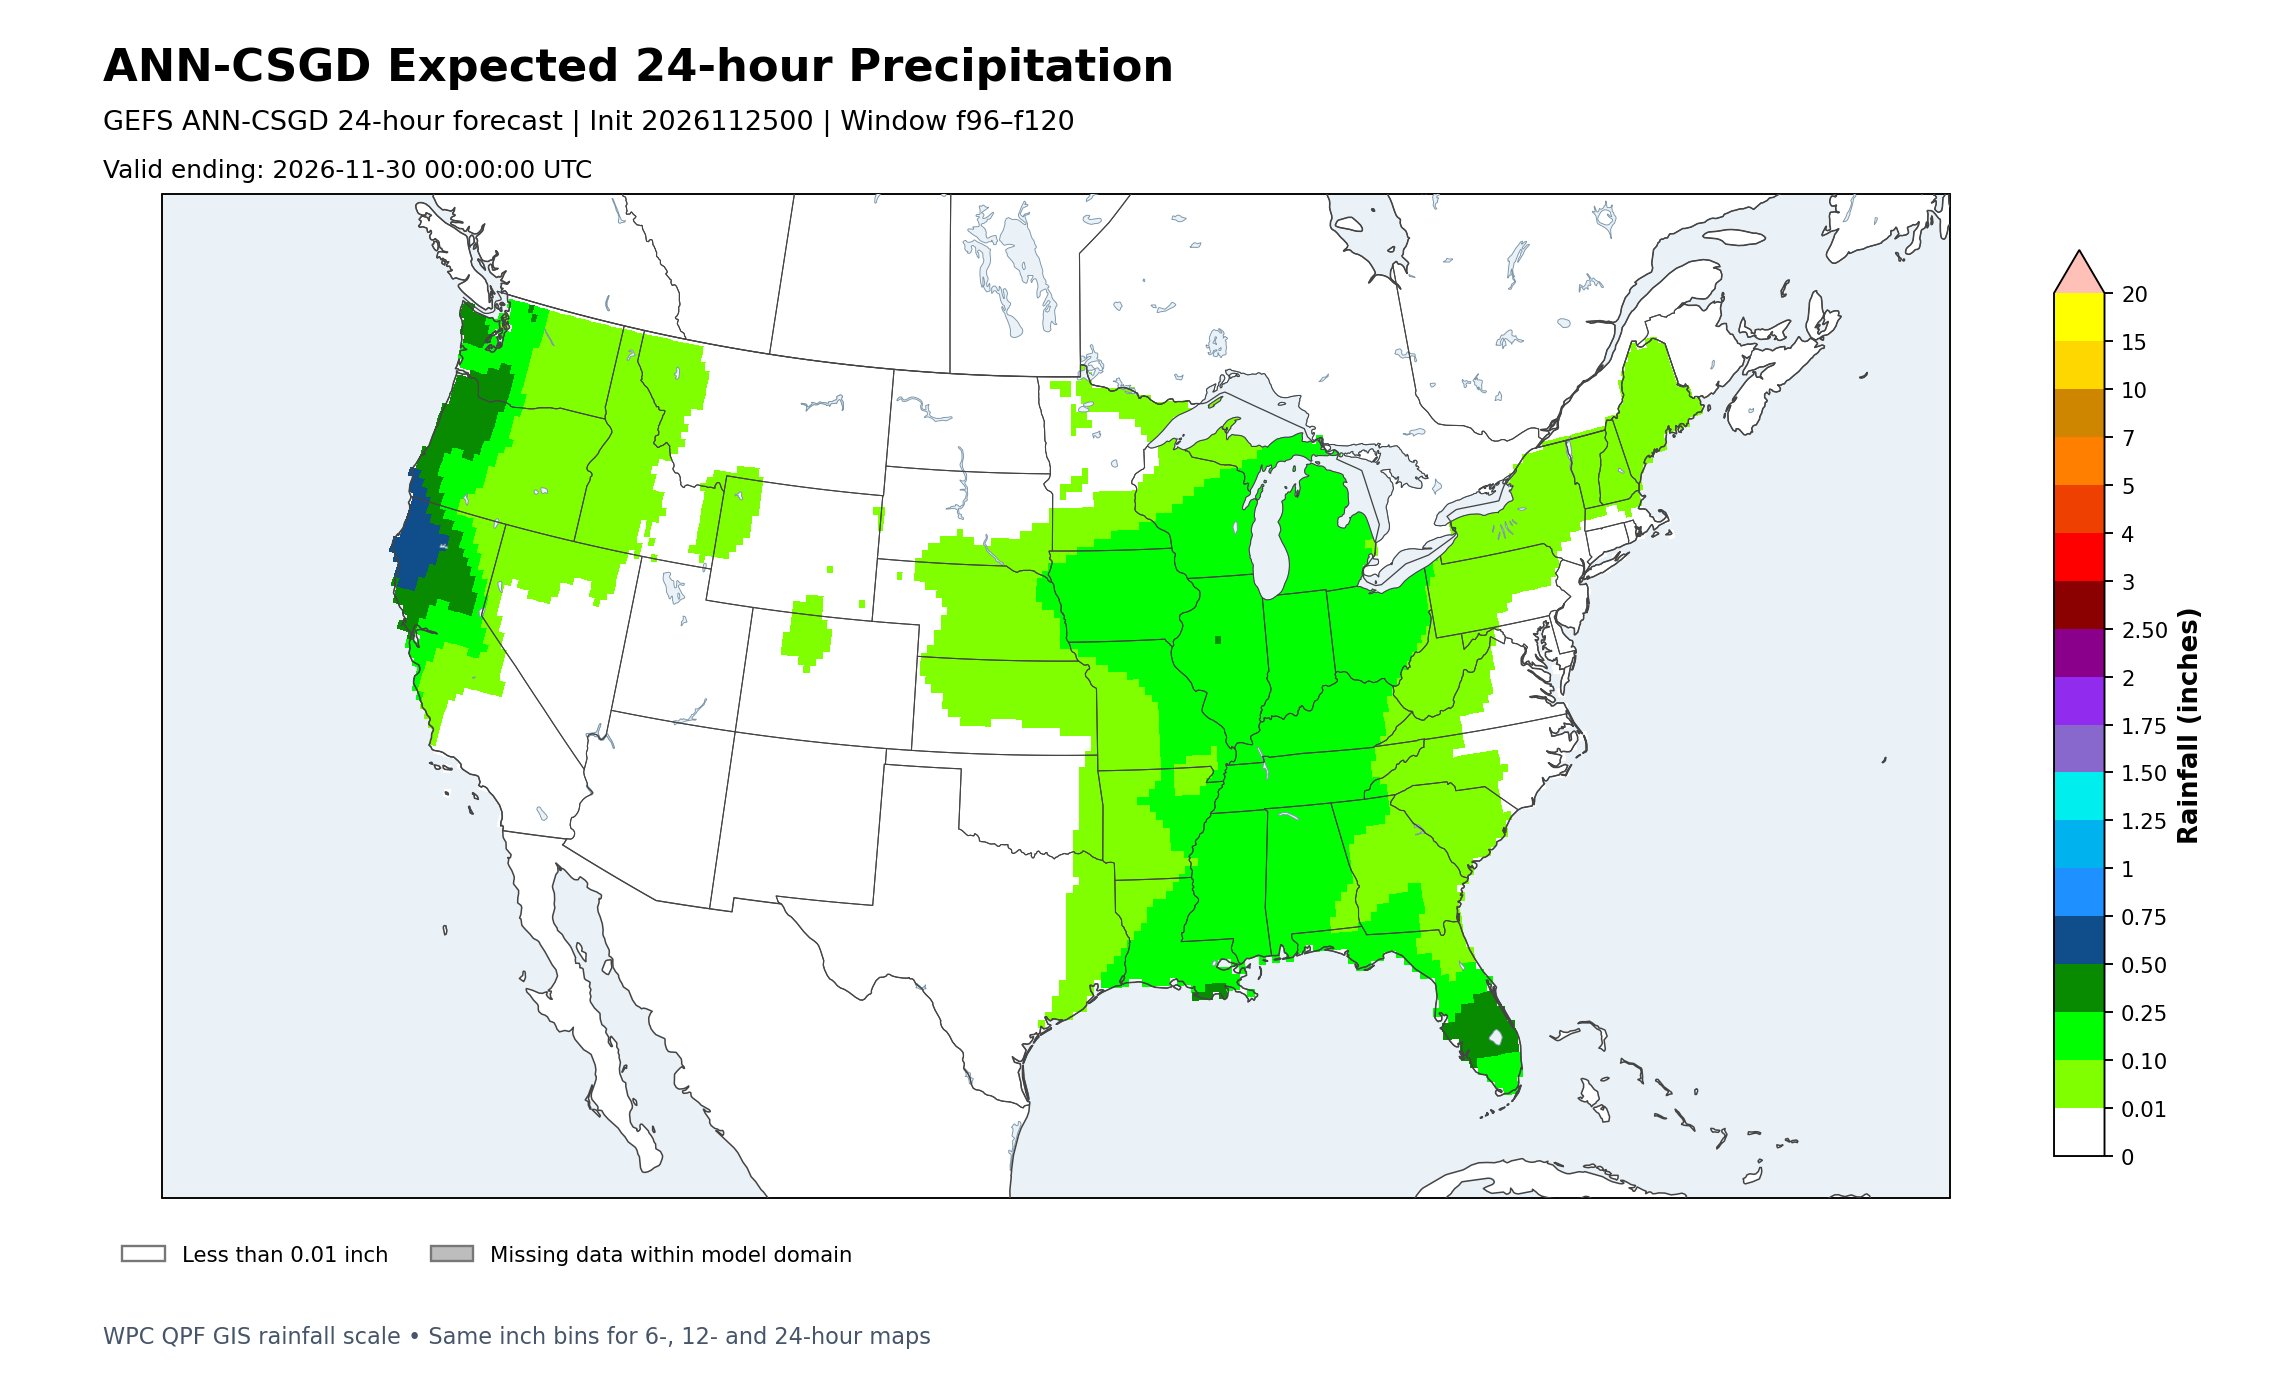 ANN-CSGD Expected 24-hour Precipitation
GEFS ANN-CSGD 24-hour forecast | Init 2026112500 | Window f96–f120
Valid ending: 2026-11-30 00:00:00 UTC
20
15
10
7
5
4
3
2.50
2
1.75
1.50
1.25
1
0.75
0.50
0.25
0.10
0.01
0
Rainfall (inches)
Less than 0.01 inch
Missing data within model domain
WPC QPF GIS rainfall scale • Same inch bins for 6-, 12- and 24-hour maps